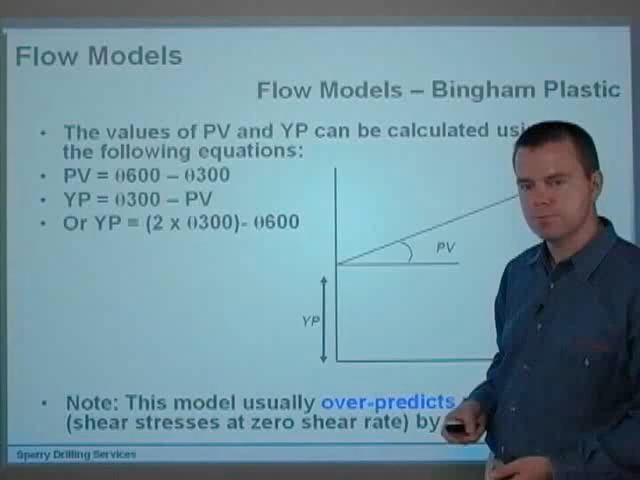 Flow Models
Flow Models – Bingham Plastic
• The values of PV and YP can be calculated
the following equations:
• PV = θ600 – θ300
• YP = θ300 – PV
• Or YP = (2 x θ300)- θ600
PV
YP
• Note: This model usually over-predicts
(shear stresses at zero shear rate) by
Sperry Drilling Services